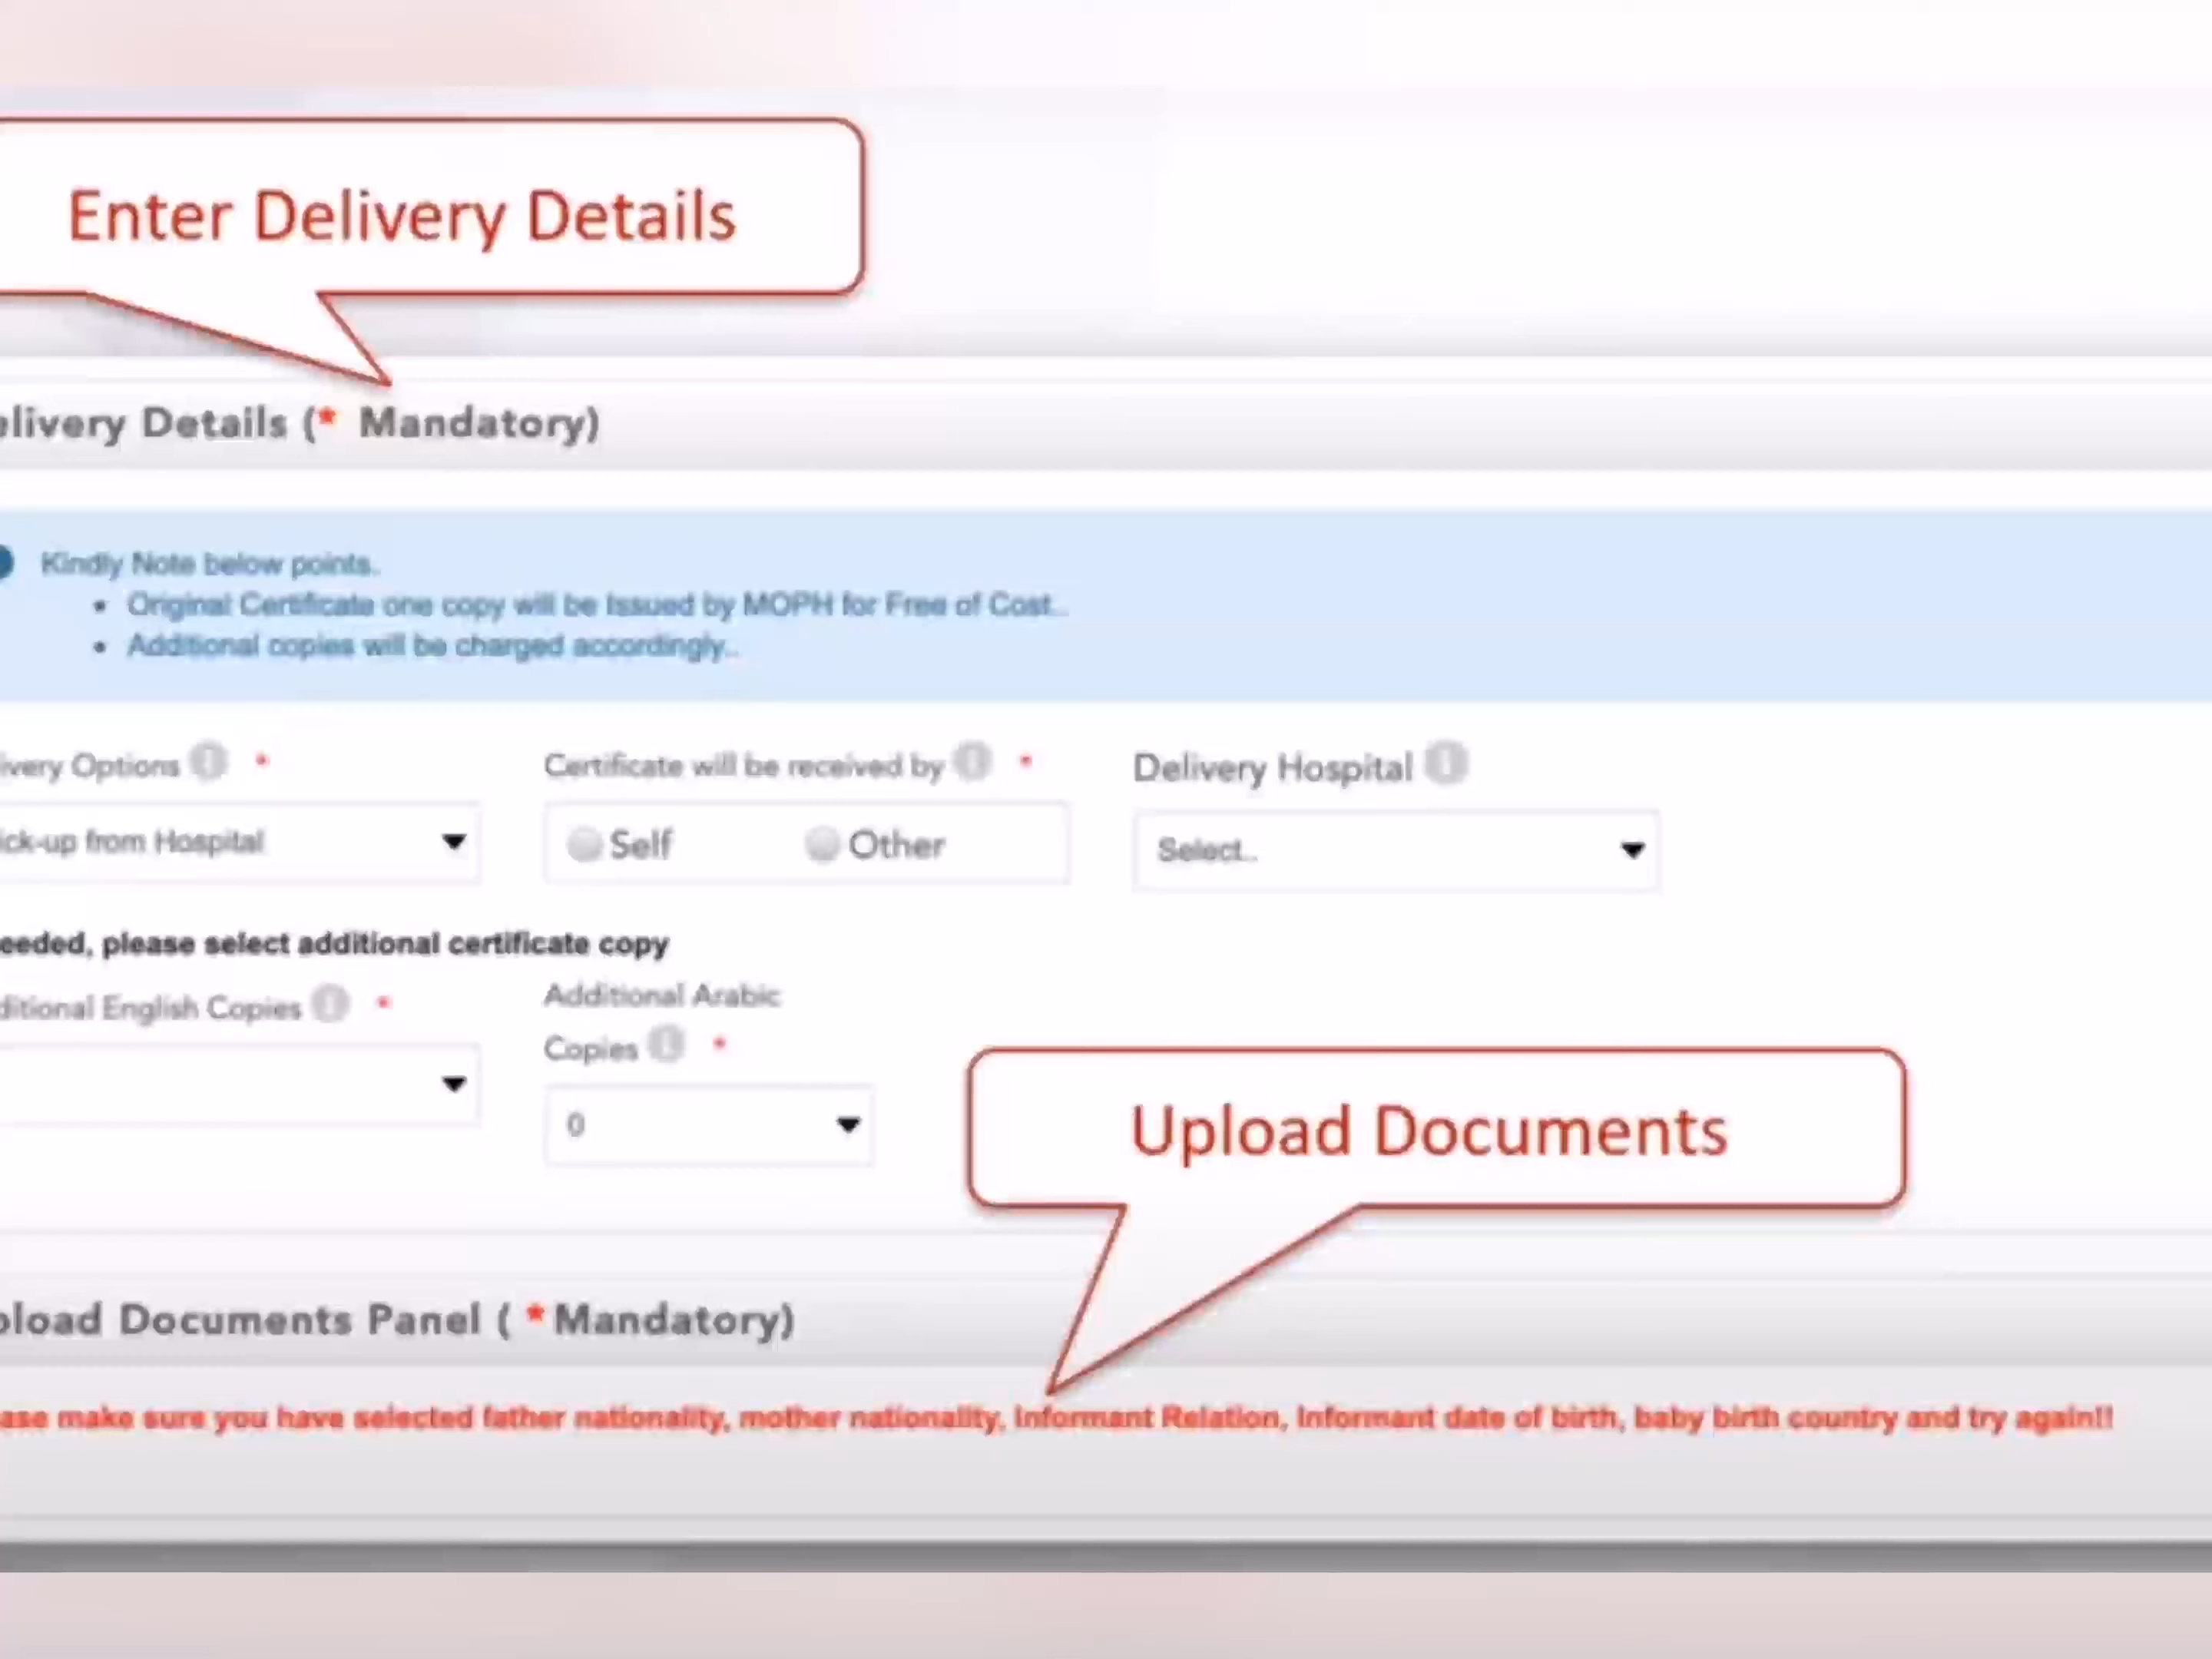 Enter Delivery Details
elivery Details (* Mandatory)
Kindly Note below points.
• Original Certificate one copy will be Issued by MOPH for Free of Cost..
• Additional copies will be charged accordingly..
ivery Options *
Certificate will be received by *
Delivery Hospital
ick-up from Hospital
Self
Other
Select..
eeded, please select additional certificate copy
ditional English Copies *
Additional Arabic
Copies *
0
Upload Documents
pload Documents Panel ( * Mandatory)
ase make sure you have selected father nationality, mother nationality, Informant Relation, Informant date of birth, baby birth country and try again!!